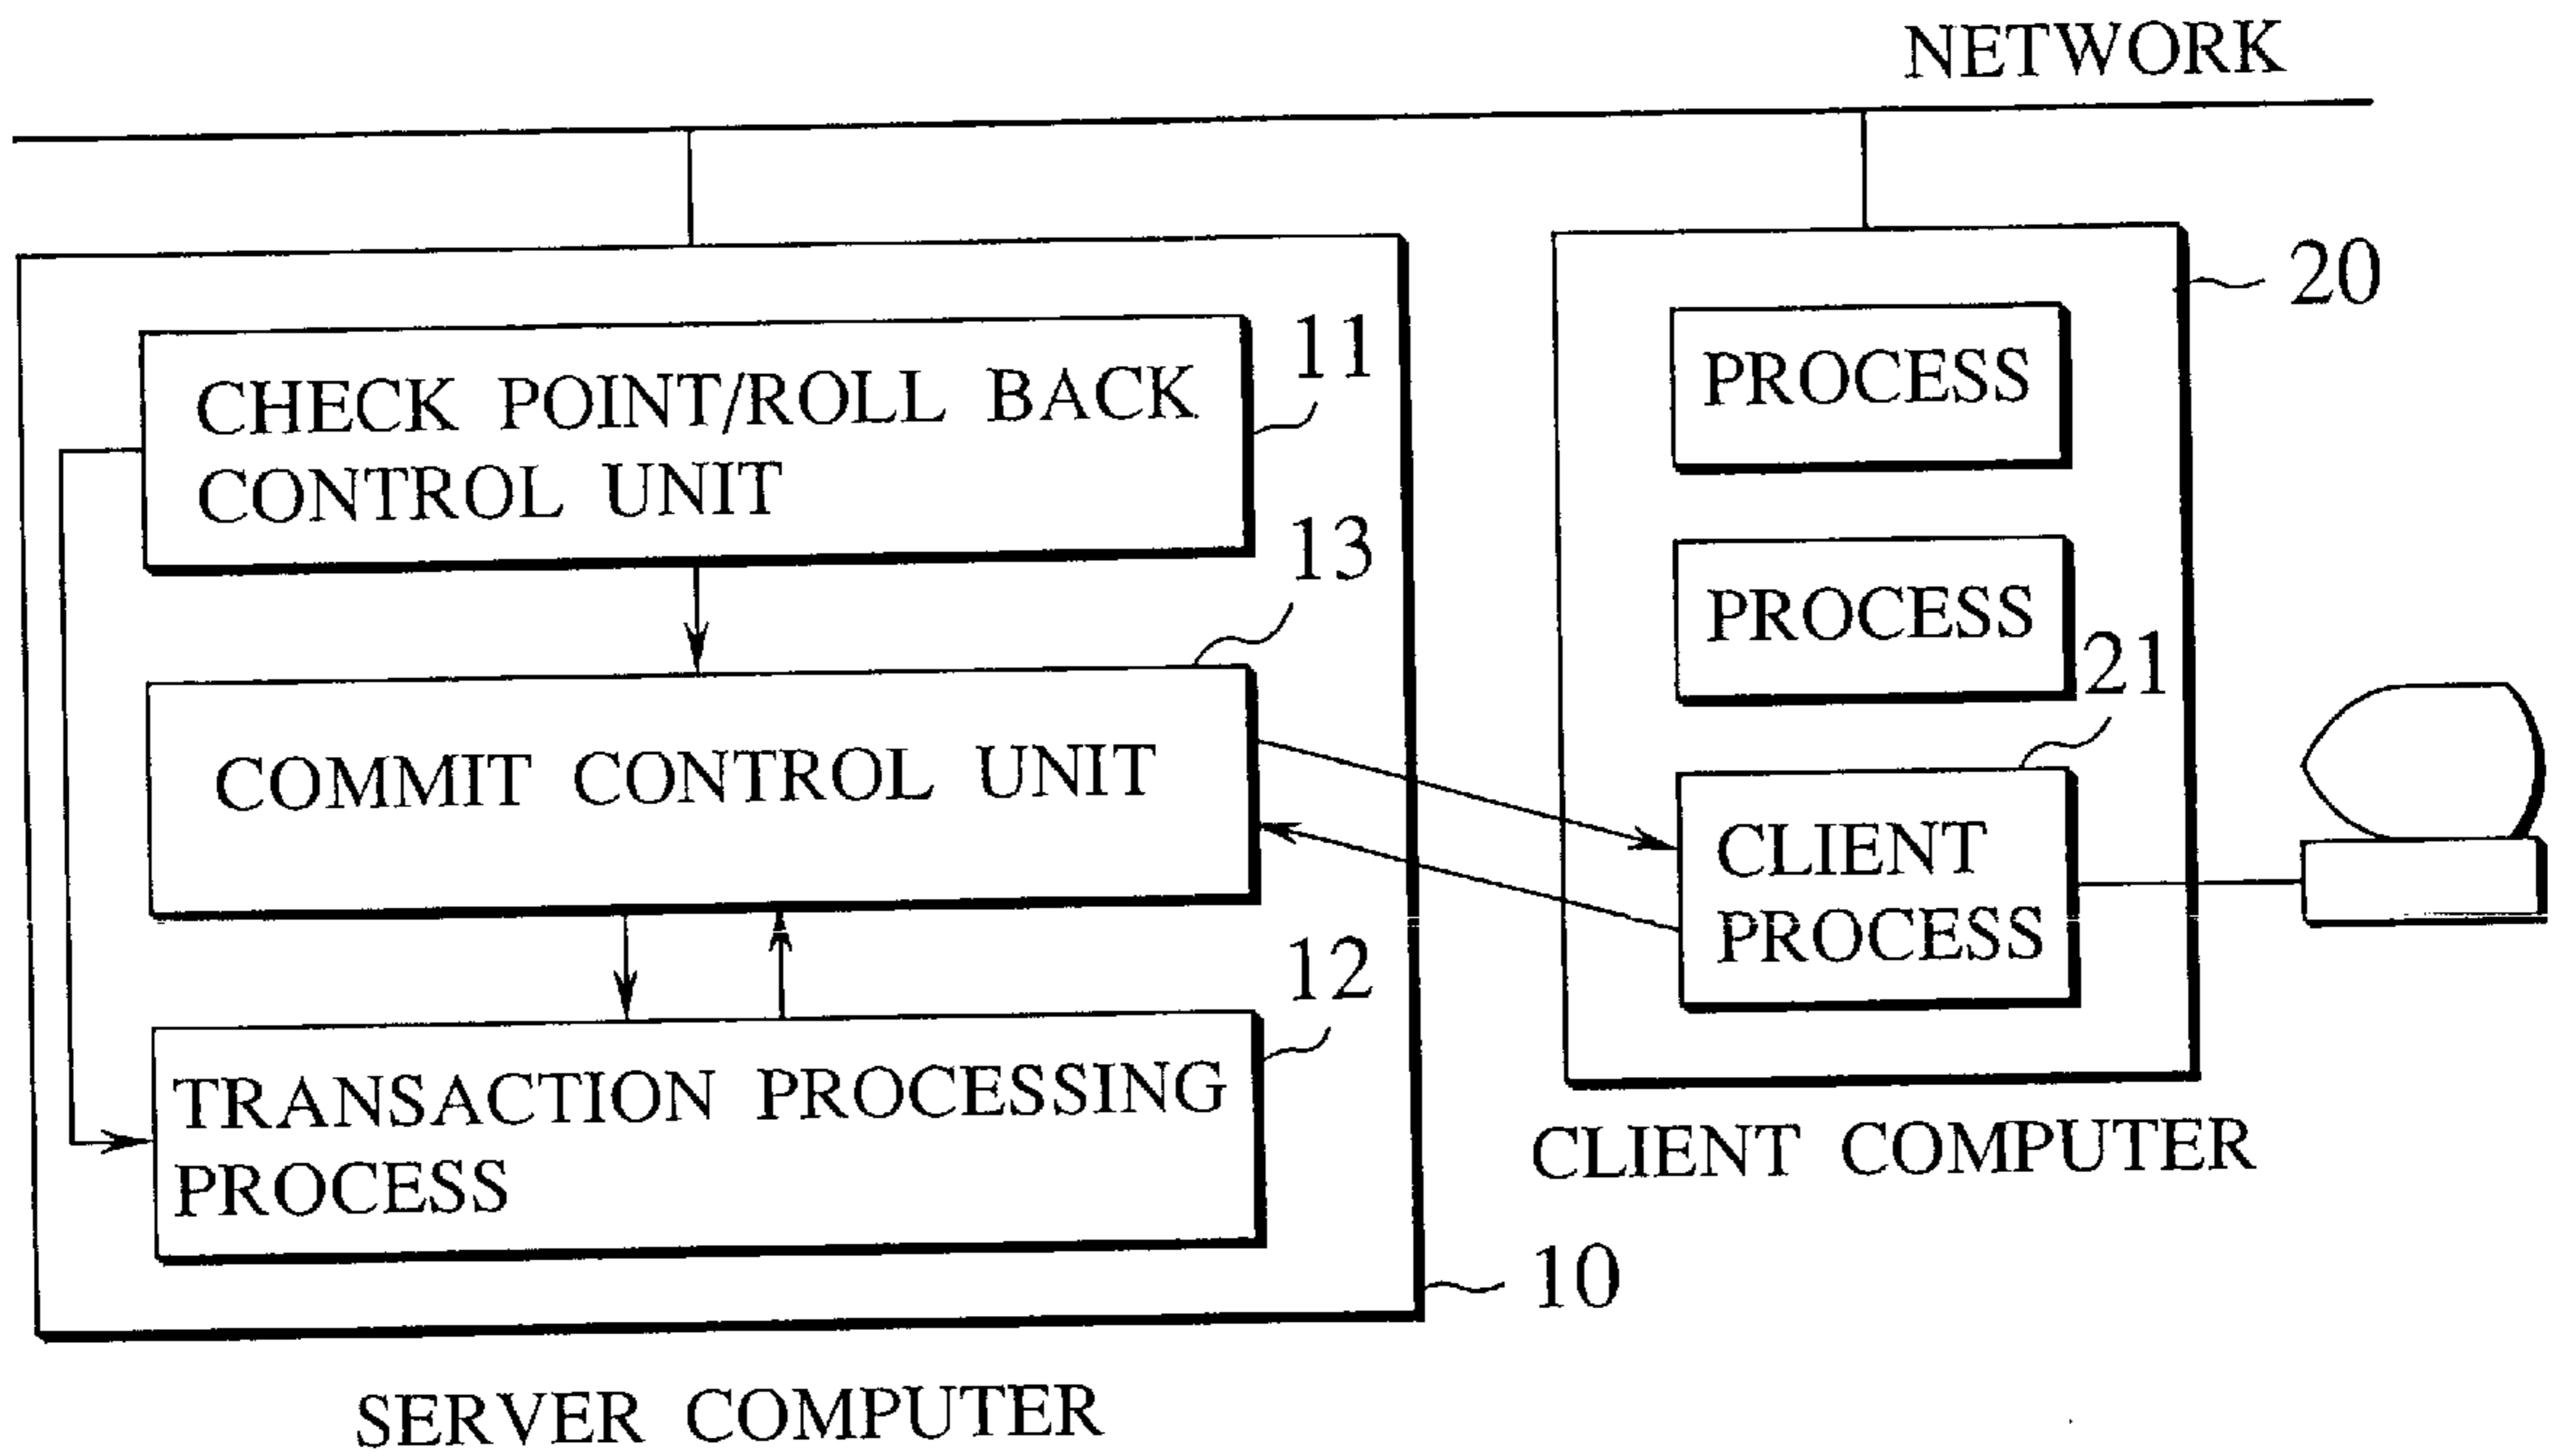 NETWORK
20
11
CHECK POINT/ROLL BACK
CONTROL UNIT
PROCESS
13
PROCESS
21
COMMIT CONTROL UNIT
CLIENT
PROCESS
12
TRANSACTION PROCESSING
PROCESS
CLIENT COMPUTER
10
SERVER COMPUTER